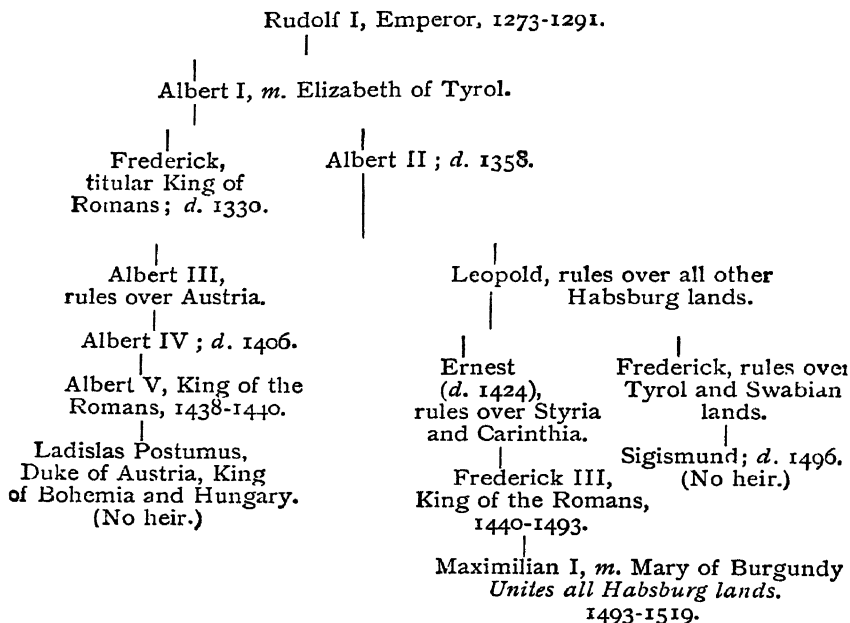 Rudolf I, Emperor, 1273-1291.
Albert I, m. Elizabeth of Tyrol.
Frederick,
titular King of
Romans; d. 1330.
Albert II; d. 1358.
Albert III,
rules over Austria.
Leopold, rules over all other
Habsburg lands.
Albert IV; d. 1406.
Albert V, King of the
Romans, 1438-1440.
Ladislas Postumus,
Duke of Austria, King
of Bohemia and Hungary.
(No heir.)
Ernest
(d. 1424),
rules over Styria
and Carinthia.
Frederick, rules over
Tyrol and Swabian
lands.
Sigismund; d. 1496.
(No heir.)
Frederick III,
King of the Romans,
1440-1493.
Maximilian I, m. Mary of Burgundy
Unites all Habsburg lands.
1493-1519.